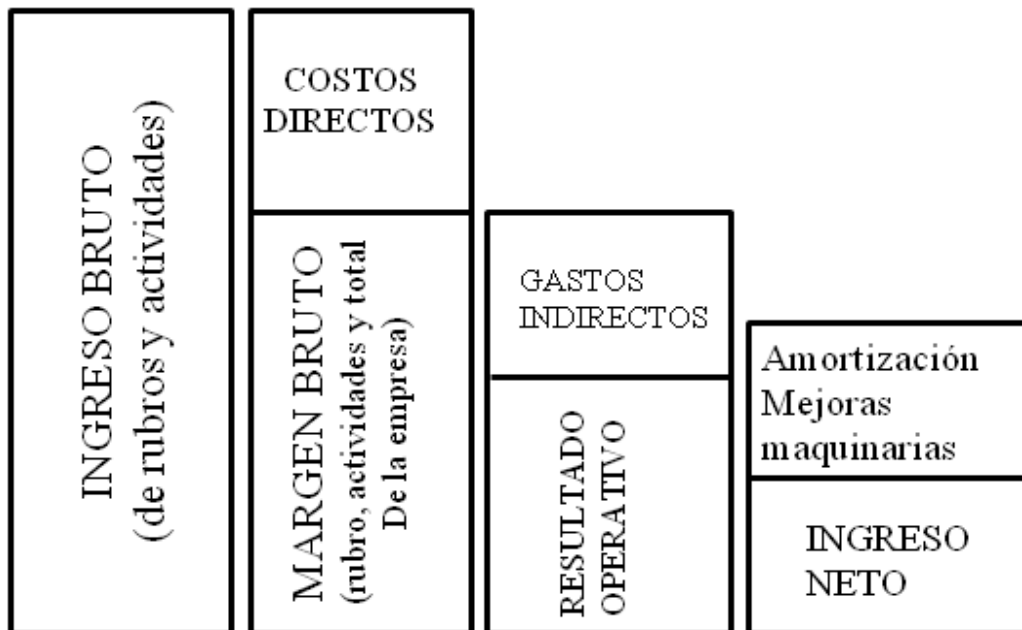 INGRESO BRUTO
(de rubros y actividades)
COSTOS
DIRECTOS
MARGEN BRUTO
(rubro, actividades y total
De la empresa)
GASTOS
INDIRECTOS
RESULTADO
OPERATIVO
Amortización
Mejoras
maquinarias
INGRESO
NETO